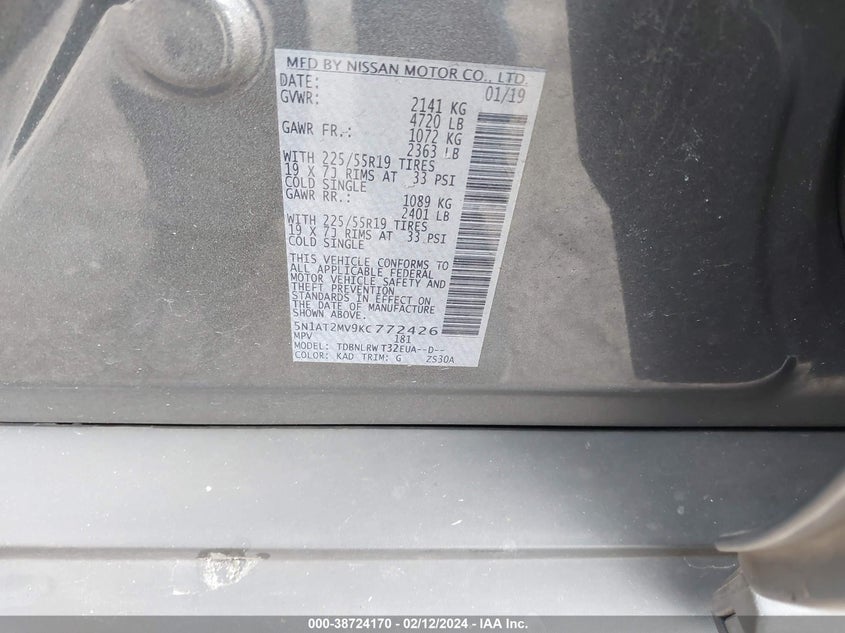 MFD BY NISSAN MOTOR CO., LTD.
DATE: 01/19
GVWR: 2141 KG
4720 LB
GAWR FR.: 1072 KG
2363 LB
WITH 225/55R19 TIRES
19 X 7J RIMS AT 33 PSI
COLD SINGLE
GAWR RR.: 1089 KG
2401 LB
WITH 225/55R19 TIRES
19 X 7J RIMS AT 33 PSI
COLD SINGLE
THIS VEHICLE CONFORMS TO
ALL APPLICABLE FEDERAL
MOTOR VEHICLE SAFETY AND
THEFT PREVENTION
STANDARDS IN EFFECT ON
THE DATE OF MANUFACTURE
SHOWN ABOVE.
5N1AT2MV9KC772426
MPV 181
MODEL: TDBNLRW T32EUA--D--
COLOR: KAD TRIM: G ZS30A
000-38724170 - 02/12/2024 - IAA Inc.